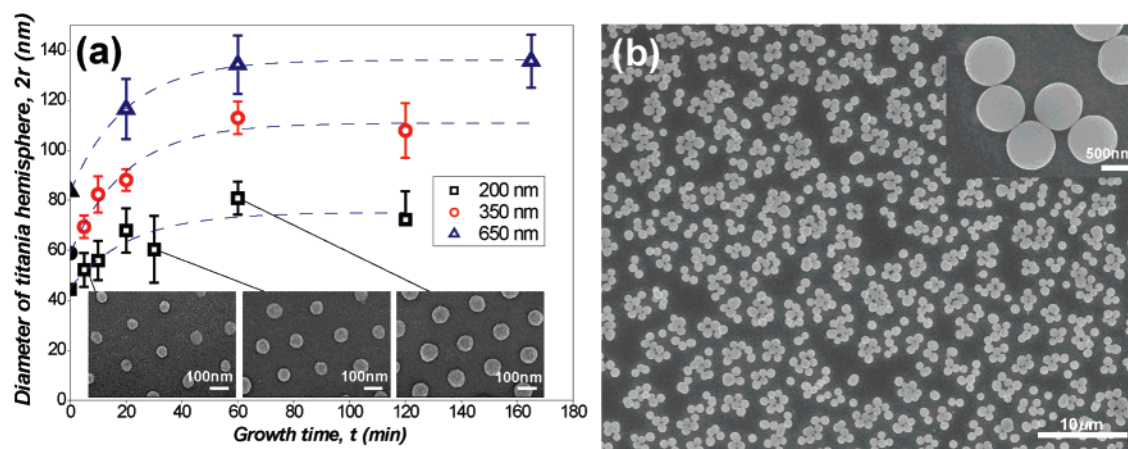 (a)
Diameter of titania hemisphere, 2r (nm)
140
120
100
80
60
40
20
0
200 nm
350 nm
650 nm
100nm
100nm
100nm
0 20 40 60 80 100 120 140 160 180
Growth time, t (min)
(b)
500nm
10µm